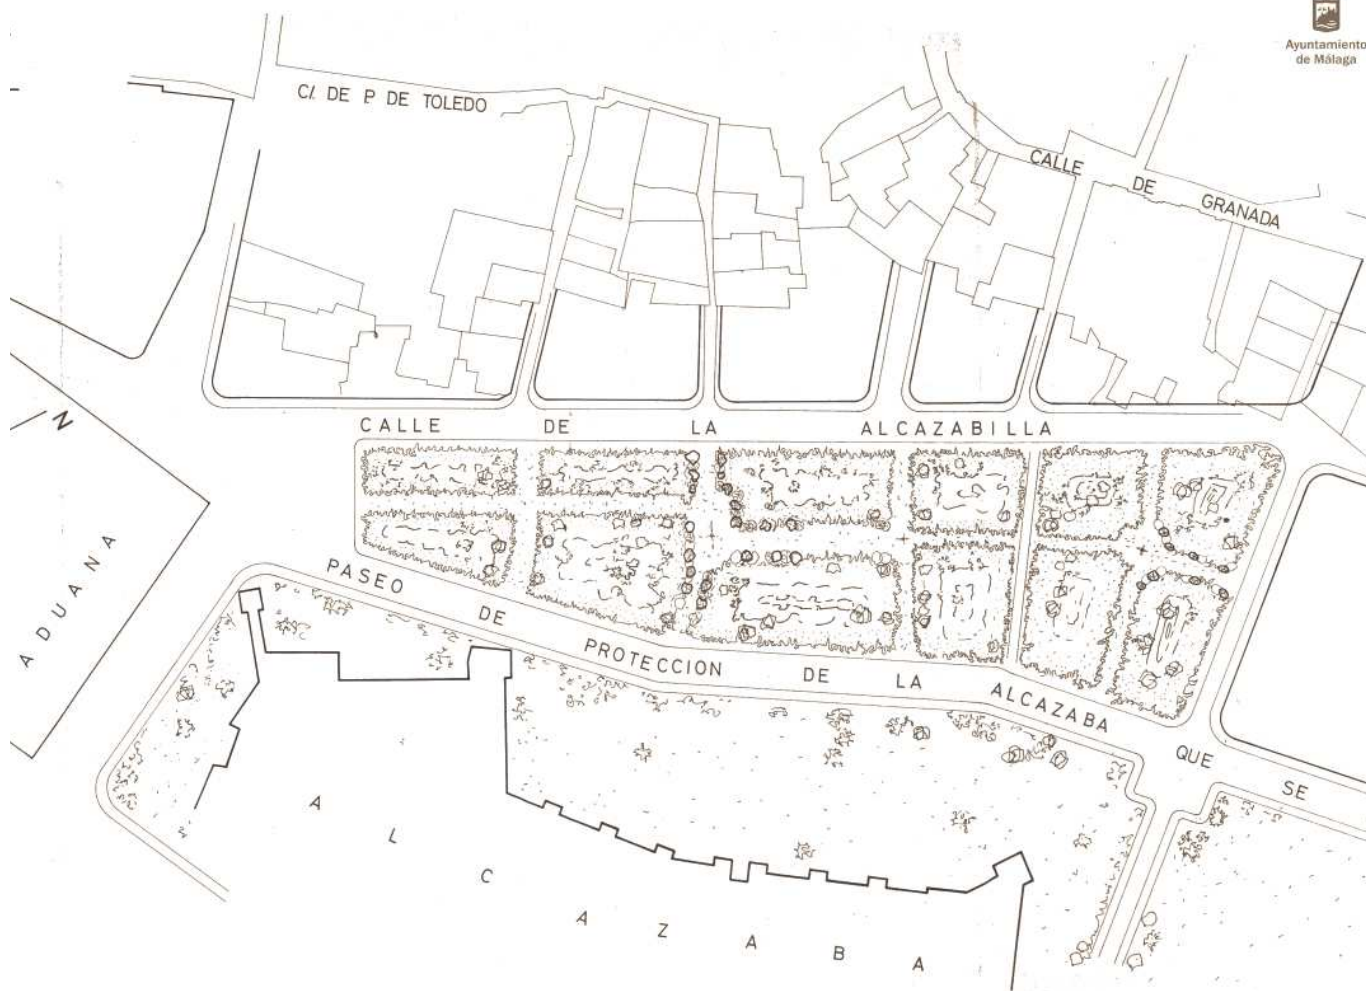 Ayuntamiento
de Málaga
C/. DE P. DE TOLEDO
CALLE DE GRANADA
CALLE DE LA ALCAZABILLA
N
ADUANA
PASEO DE PROTECCION DE LA ALCAZABA QUE SE
ALCAZABA